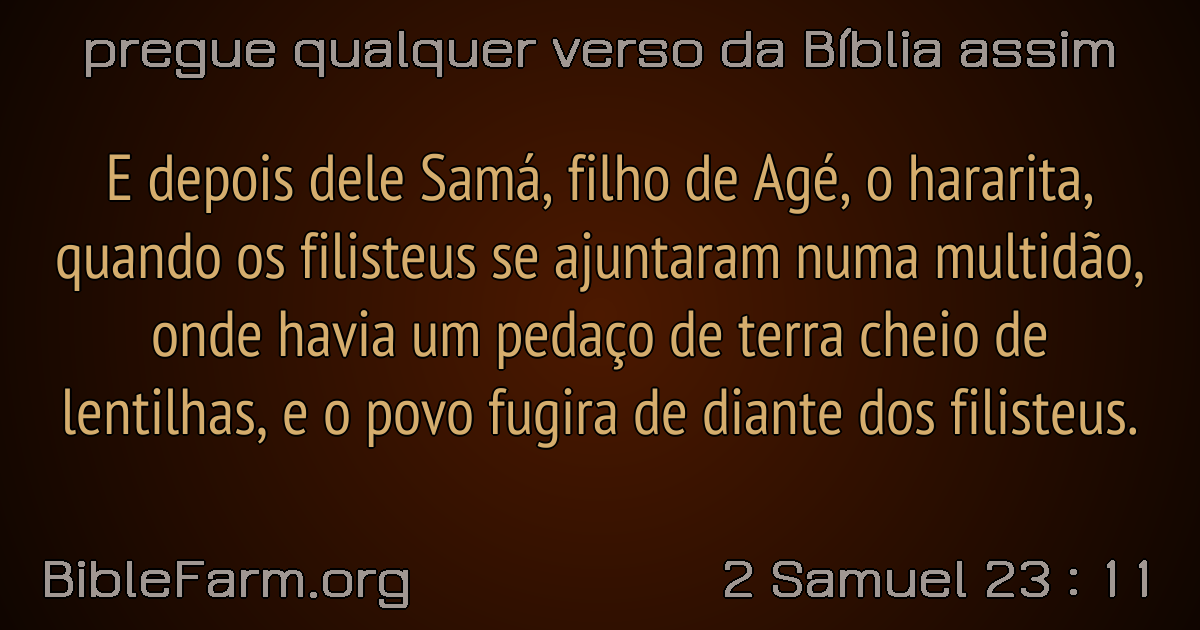 pregue qualquer verso da Bíblia assim
E depois dele Samá, filho de Agé, o hararita,
quando os filisteus se ajuntaram numa multidão,
onde havia um pedaço de terra cheio de
lentilhas, e o povo fugira de diante dos filisteus.
BibleFarm.org
2 Samuel 23 : 11